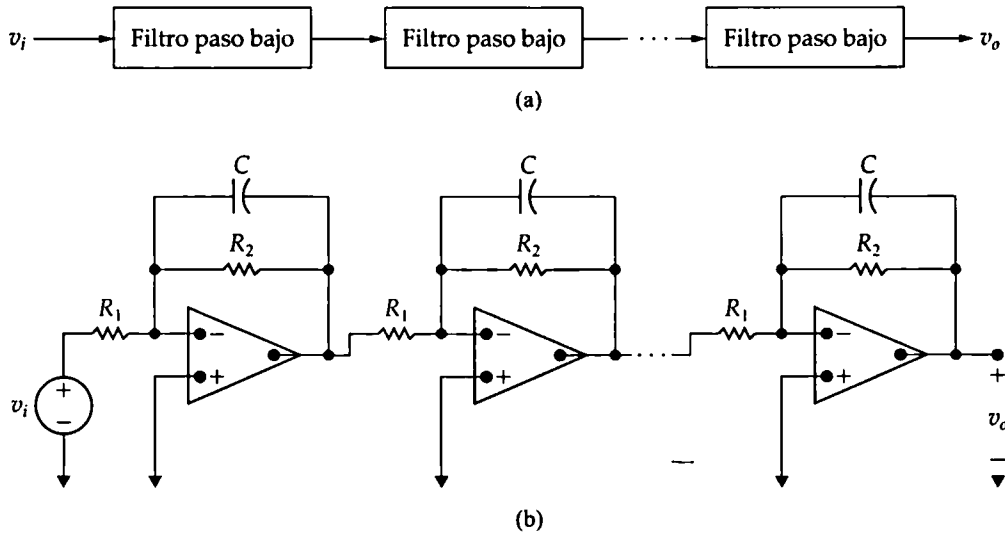 v_i Filtro paso bajo Filtro paso bajo ... Filtro paso bajo v_o
(a)
C C C
R_2 R_2 R_2
R_1 R_1 R_1
− − −
+ + +
v_i + − ... + v_o −
(b)